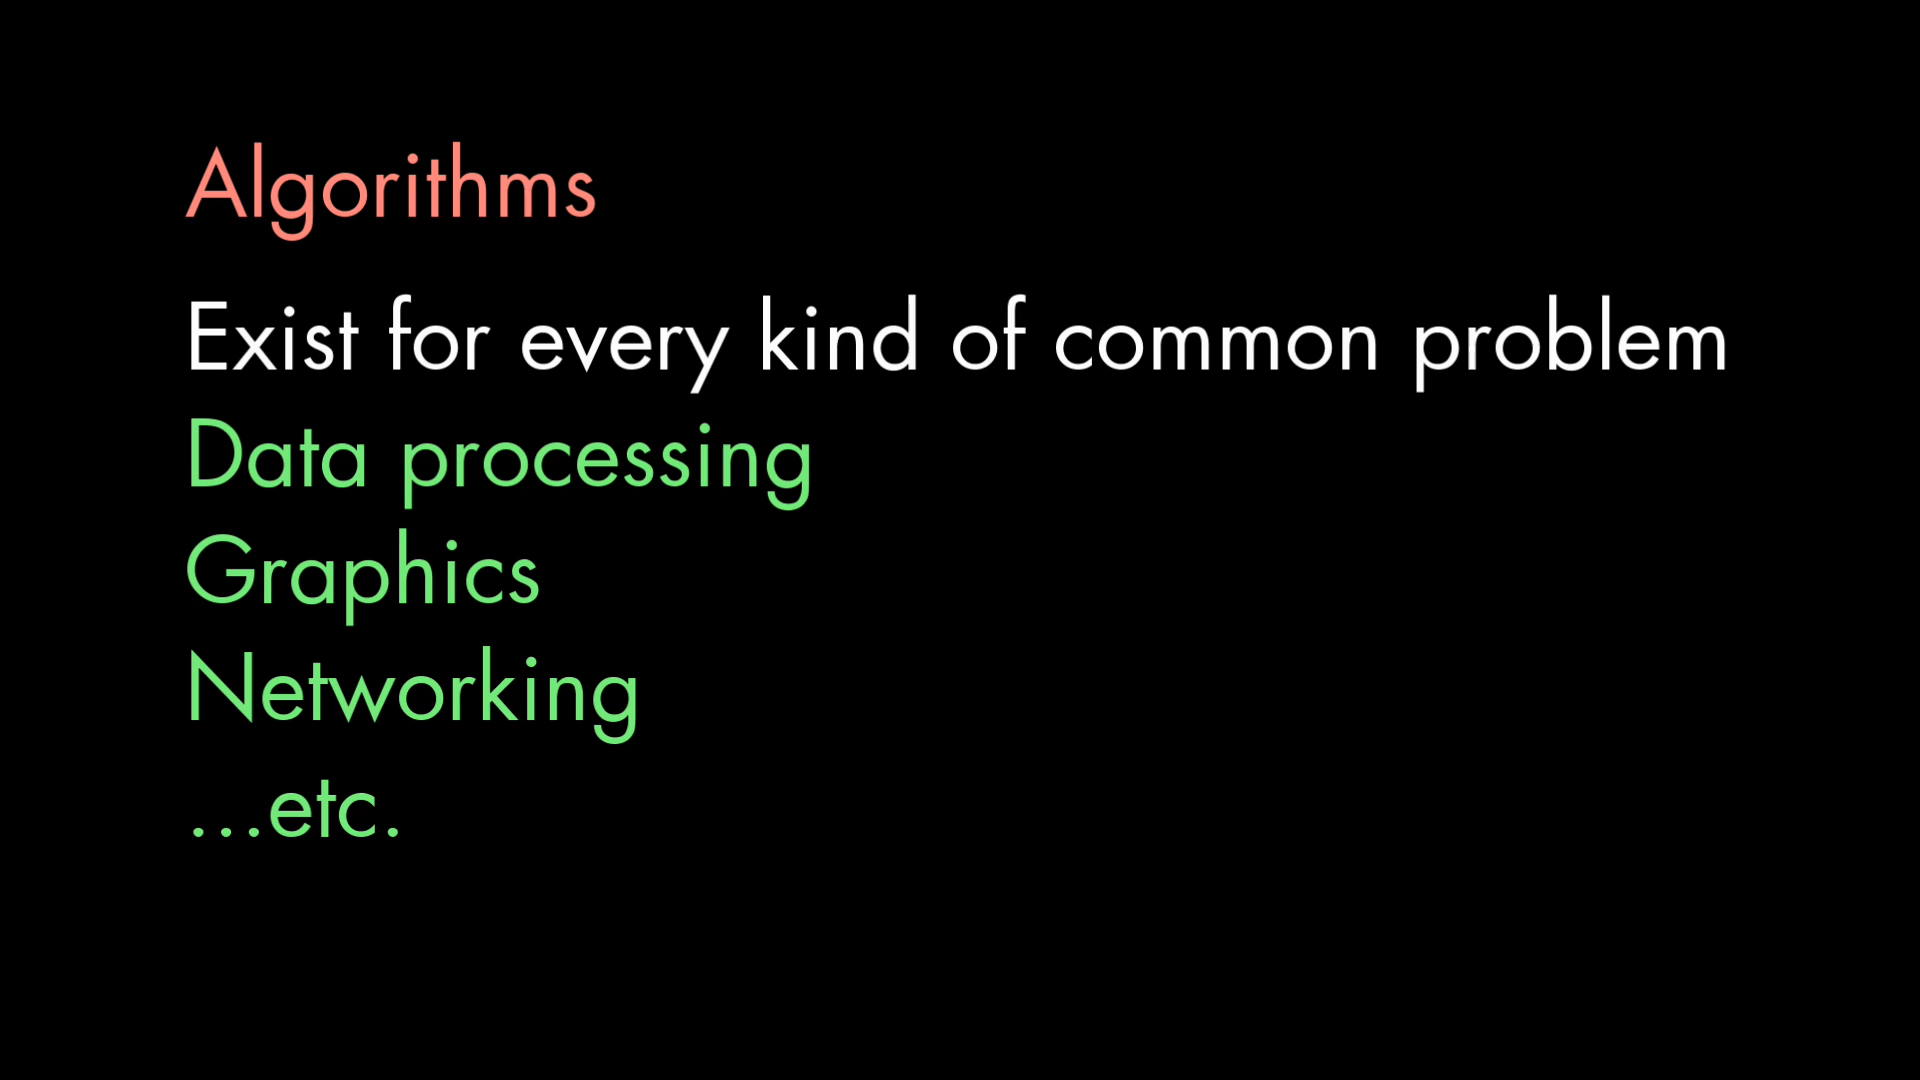 Algorithms
Exist for every kind of common problem
Data processing
Graphics
Networking
...etc.